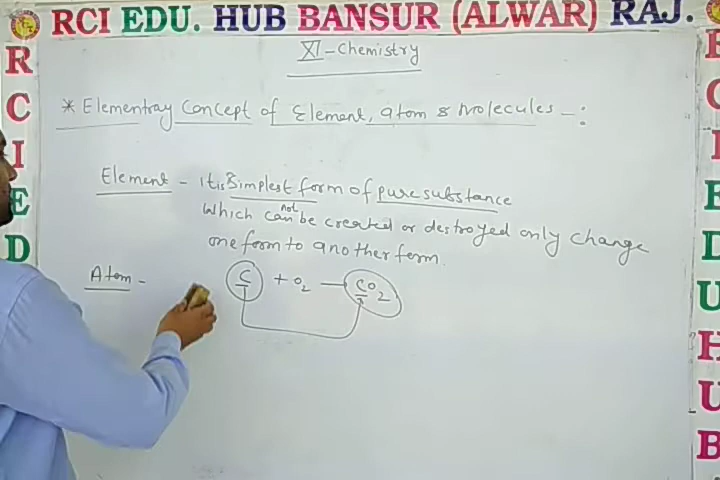 RCI EDU. HUB BANSUR (ALWAR) RAJ.
XI - Chemistry
* Elementray Concept of Element, atom & Molecules - :
Element - it is Simplest form of pure substance
which can not be created or destroyed only change
one form to another form.
Atom -
C + O2 — CO2
R
C
I
E
D
R
C
I
E
D
U
H
U
B